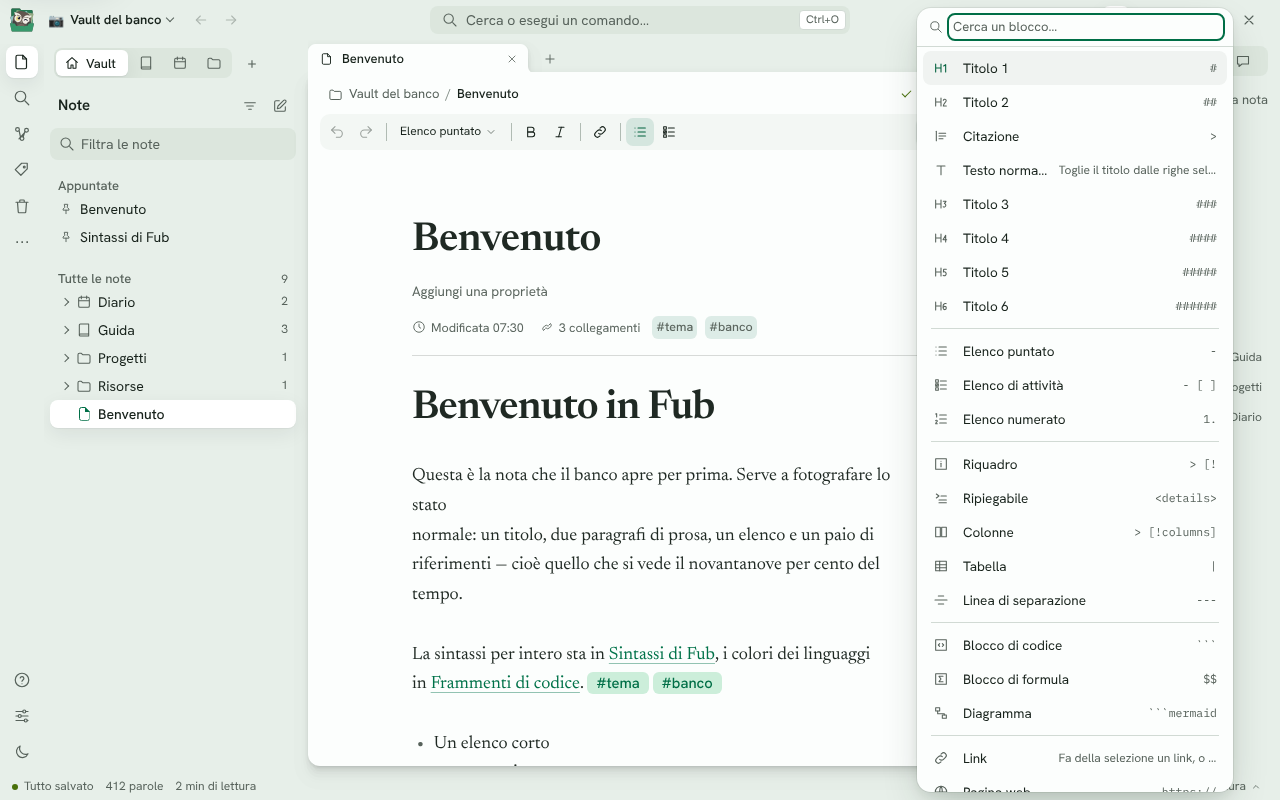 Vault del banco
Cerca o esegui un comando...
Ctrl+O
Vault
Note
Filtra le note
Appuntate
Benvenuto
Sintassi di Fub
Tutte le note 9
Diario 2
Guida 3
Progetti 1
Risorse 1
Benvenuto
Tutto salvato 412 parole 2 min di lettura
Benvenuto
Vault del banco / Benvenuto
Elenco puntato
B I
Benvenuto
Aggiungi una proprietà
Modificata 07:30 3 collegamenti #tema #banco
Benvenuto in Fub
Questa è la nota che il banco apre per prima. Serve a fotografare lo
stato
normale: un titolo, due paragrafi di prosa, un elenco e un paio di
riferimenti — cioè quello che si vede il novantanove per cento del
tempo.
La sintassi per intero sta in Sintassi di Fub, i colori dei linguaggi
in Frammenti di codice. #tema #banco
• Un elenco corto
Cerca un blocco...
H1 Titolo 1 #
H2 Titolo 2 ##
Citazione >
Testo norma... Toglie il titolo dalle righe sel...
H3 Titolo 3 ###
H4 Titolo 4 ####
H5 Titolo 5 #####
H6 Titolo 6 ######
Elenco puntato -
Elenco di attività - [ ]
Elenco numerato 1.
Riquadro > [!
Ripiegabile <details>
Colonne > [!columns]
Tabella |
Linea di separazione ---
Blocco di codice ```
Blocco di formula $$
Diagramma ```mermaid
Link Fa della selezione un link, o ...
Pagina web https://
a nota
Guida
ogetti
Diario
ura